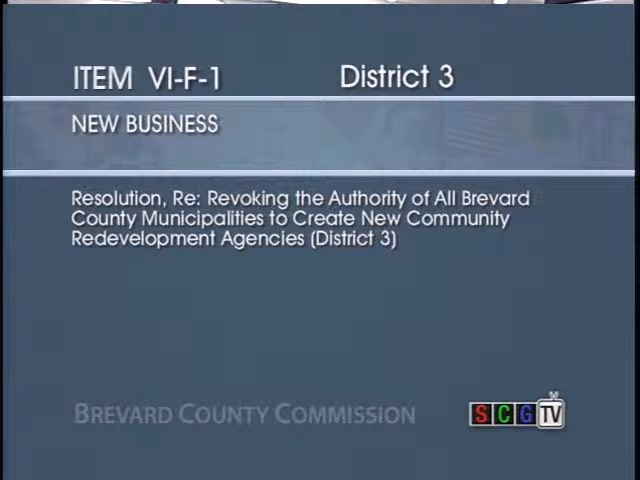 ITEM VI-F-1 District 3
NEW BUSINESS
Resolution, Re: Revoking the Authority of All Brevard
County Municipalities to Create New Community
Redevelopment Agencies (District 3)
BREVARD COUNTY COMMISSION
SCGTV